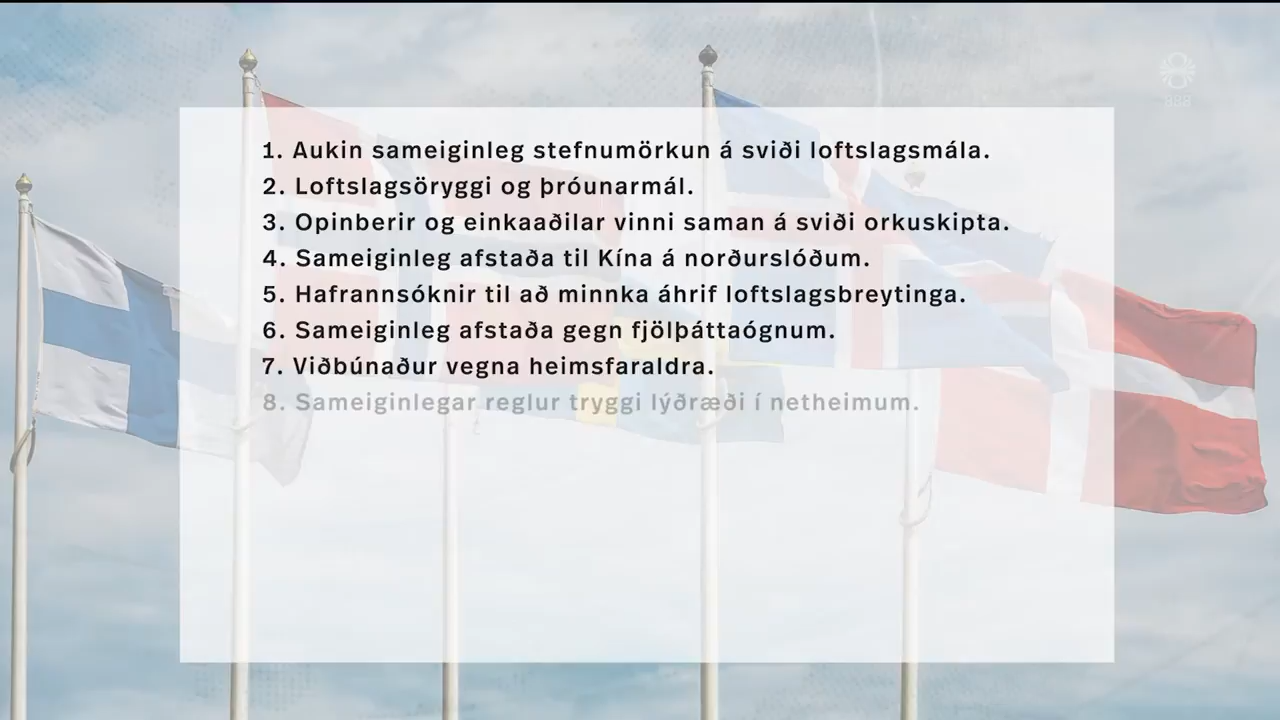 888
1. Aukin sameiginleg stefnumörkun á sviði loftslagsmála.
2. Loftslagsöryggi og þróunarmál.
3. Opinberir og einkaaðilar vinni saman á sviði orkuskipta.
4. Sameiginleg afstaða til Kína á norðurslóðum.
5. Hafrannsóknir til að minnka áhrif loftslagsbreytinga.
6. Sameiginleg afstaða gegn fjölþáttaógnum.
7. Viðbúnaður vegna heimsfaraldra.
8. Sameiginlegar reglur tryggi lýðræði í netheimum.